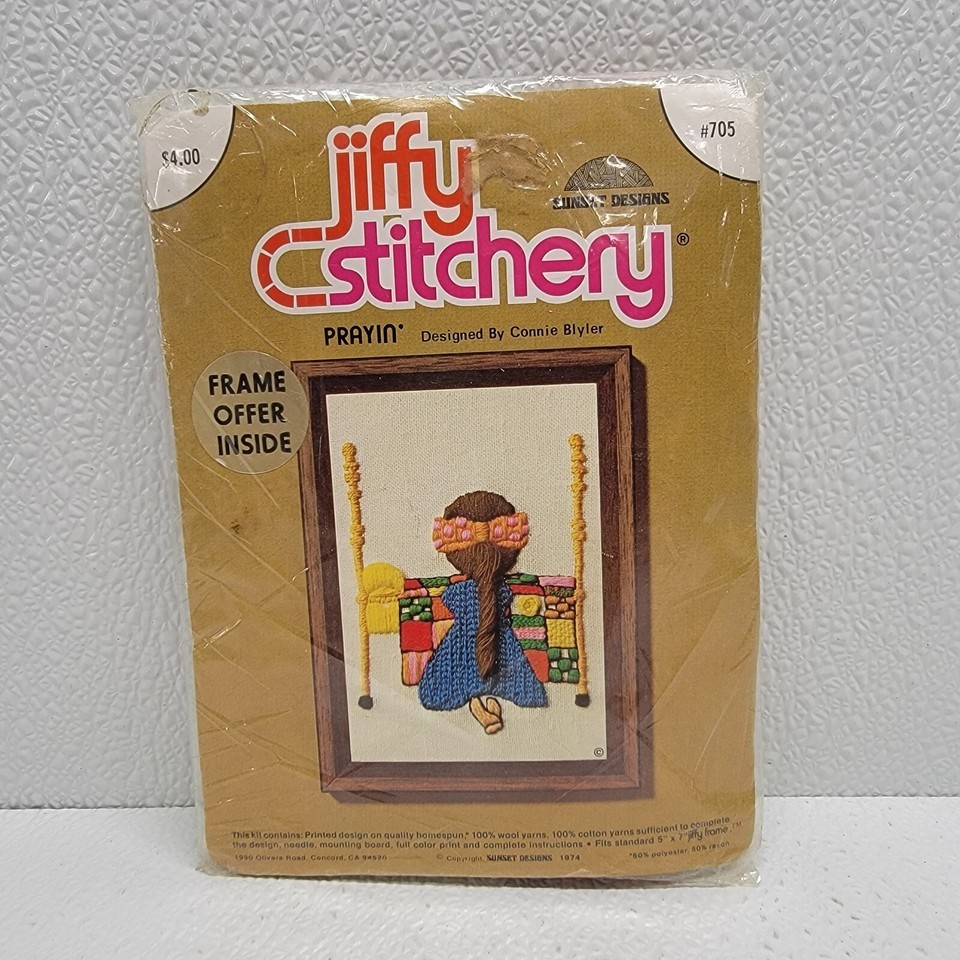 $4.00
#705
jiffy
stitchery®
SUNSET DESIGNS
PRAYIN' Designed By Connie Blyler
FRAME
OFFER
INSIDE
©
This kit contains: Printed design on quality homespun,* 100% wool yarns, 100% cotton yarns sufficient to complete
the design, needle, mounting board, full color print and complete instructions • Fits standard 5" x 7" jiffy frame.™
1990 Olivera Road, Concord, CA 94520 © Copyright, SUNSET DESIGNS 1974 *50% polyester, 50% rayon